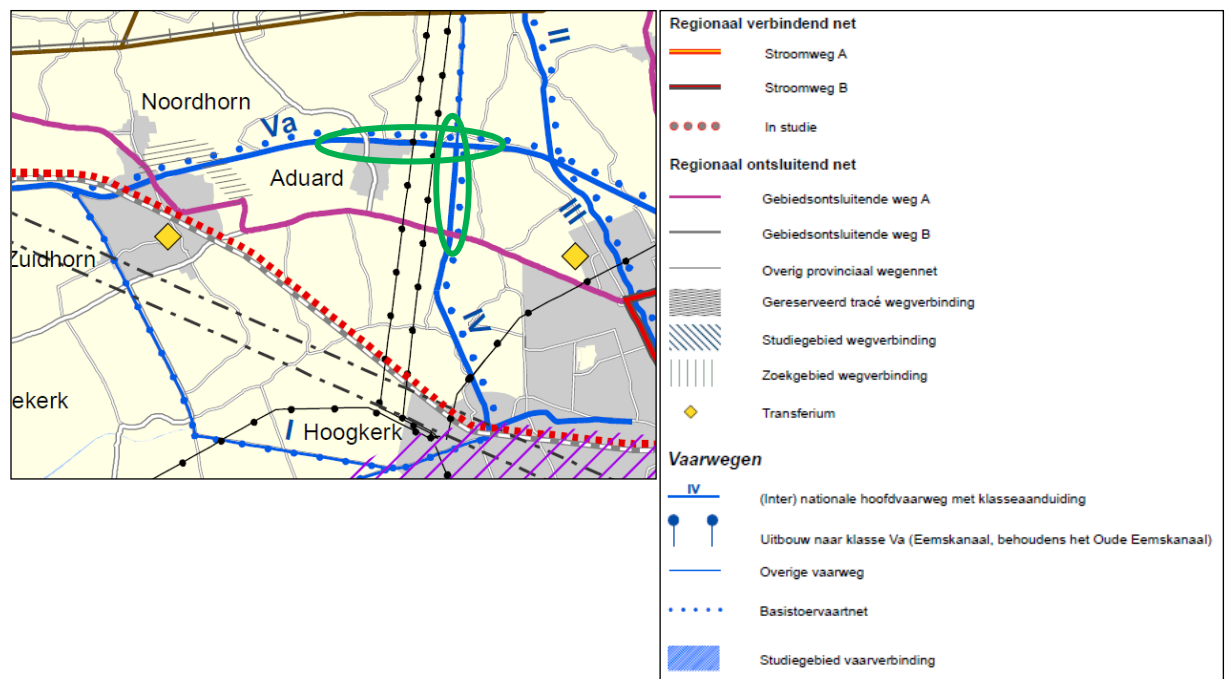 Noordhorn
Va
II
Aduard
III
Zuidhorn
IV
ekerk
I
Hoogkerk
Regionaal verbindend net
Stroomweg A
Stroomweg B
In studie
Regionaal ontsluitend net
Gebiedsontsluitende weg A
Gebiedsontsluitende weg B
Overig provinciaal wegennet
Gereserveerd tracé wegverbinding
Studiegebied wegverbinding
Zoekgebied wegverbinding
Transferium
Vaarwegen
IV
(Inter) nationale hoofdvaarweg met klasseaanduiding
Uitbouw naar klasse Va (Eemskanaal, behoudens het Oude Eemskanaal)
Overige vaarweg
Basistoervaartnet
Studiegebied vaarverbinding